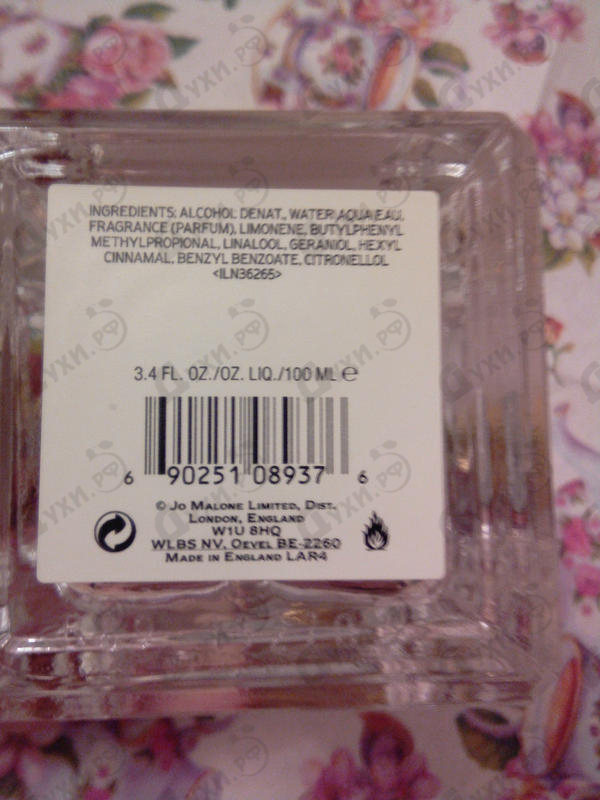 INGREDIENTS: ALCOHOL DENAT., WATER\AQUA\EAU,
FRAGRANCE (PARFUM), LIMONENE, BUTYLPHENYL
METHYLPROPIONAL, LINALOOL, GERANIOL, HEXYL
CINNAMAL, BENZYL BENZOATE, CITRONELLOL
<ILN36265>
3.4 FL. OZ./OZ. LIQ./100 ML ℮
6 90251 08937 6
© JO MALONE LIMITED, DIST.
LONDON, ENGLAND
W1U 8HQ
WLBS NV, OEVEL BE-2260
MADE IN ENGLAND LAR4
Духи.рф